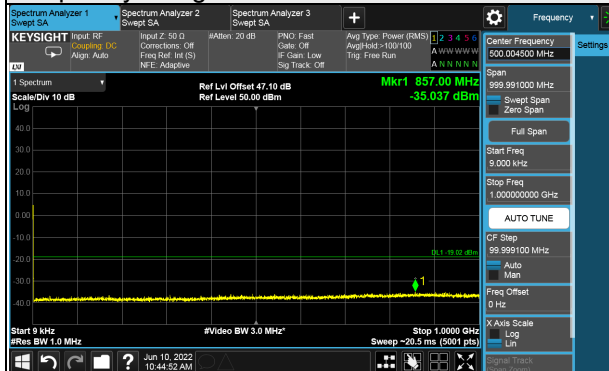 Spectrum Analyzer 1
Swept SA
Spectrum Analyzer 2
Swept SA
Spectrum Analyzer 3
Swept SA
Frequency
KEYSIGHT
Input: RF
Coupling: DC
Align: Auto
Input Z: 50 Ω
Corrections: Off
Freq Ref: Int (S)
NFE: Adaptive
#Atten: 20 dB
PNO: Fast
Gate: Off
IF Gain: Low
Sig Track: Off
Avg Type: Power (RMS)
Avg|Hold:>100/100
Trig: Free Run
1 2 3 4 5 6
A W W W W W
A N N N N N
LXI
1 Spectrum
Scale/Div 10 dB
Log
Ref Lvl Offset 47.10 dB
Ref Level 50.00 dBm
Mkr1 857.00 MHz
-35.037 dBm
40.0
30.0
20.0
10.0
0.00
-10.0
-20.0
-30.0
-40.0
DL1 -19.02 dBm
1
Start 9 kHz
#Res BW 1.0 MHz
#Video BW 3.0 MHz*
Stop 1.0000 GHz
Sweep ~20.5 ms (5001 pts)
Jun 10, 2022
10:44:52 AM
Center Frequency
500.004500 MHz
Settings
Span
999.991000 MHz
Swept Span
Zero Span
Full Span
Start Freq
9.000 kHz
Stop Freq
1.000000000 GHz
AUTO TUNE
CF Step
99.999100 MHz
Auto
Man
Freq Offset
0 Hz
X Axis Scale
Log
Lin
Signal Track
(Span Zoom)